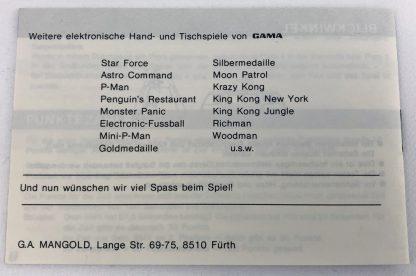 Weitere elektronische Hand- und Tischspiele von GAMA
Star Force Silbermedaille
Astro Command Moon Patrol
P-Man Krazy Kong
Penguin's Restaurant King Kong New York
Monster Panic King Kong Jungle
Electronic-Fussball Richman
Mini-P-Man Woodman
Goldmedaille u.s.w.
Und nun wünschen wir viel Spass beim Spiel!
G.A. MANGOLD, Lange Str. 69-75, 8510 Fürth